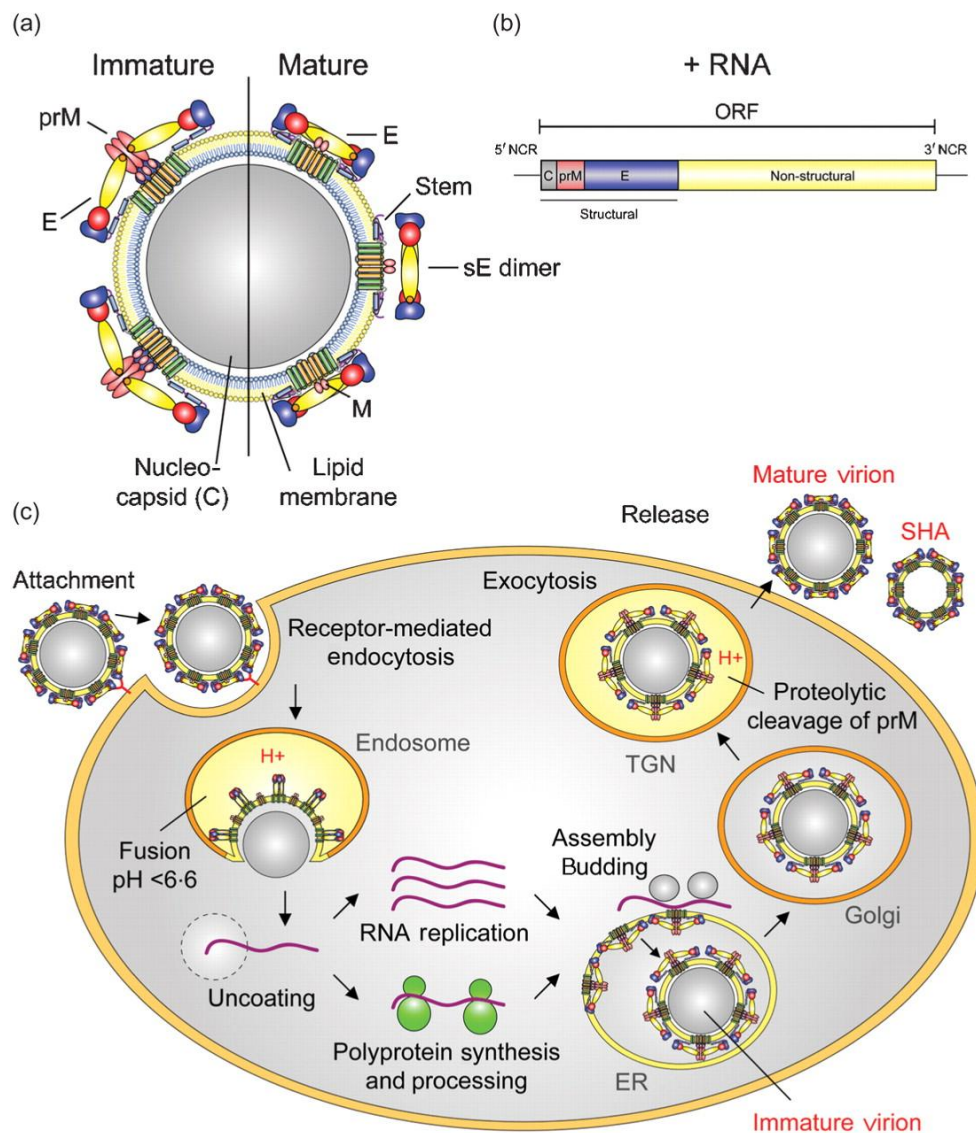 (a)
Immature
Mature
prM
E
E
Stem
sE dimer
M
Nucleo-
capsid (C)
Lipid
membrane
(b)
+ RNA
ORF
5′ NCR
3′ NCR
C
prM
E
Non-structural
Structural
(c)
Attachment
Receptor-mediated
endocytosis
H+
Endosome
Fusion
pH <6·6
Uncoating
RNA replication
Polyprotein synthesis
and processing
Assembly
Budding
ER
Immature virion
Golgi
Proteolytic
cleavage of prM
H+
TGN
Exocytosis
Release
Mature virion
SHA